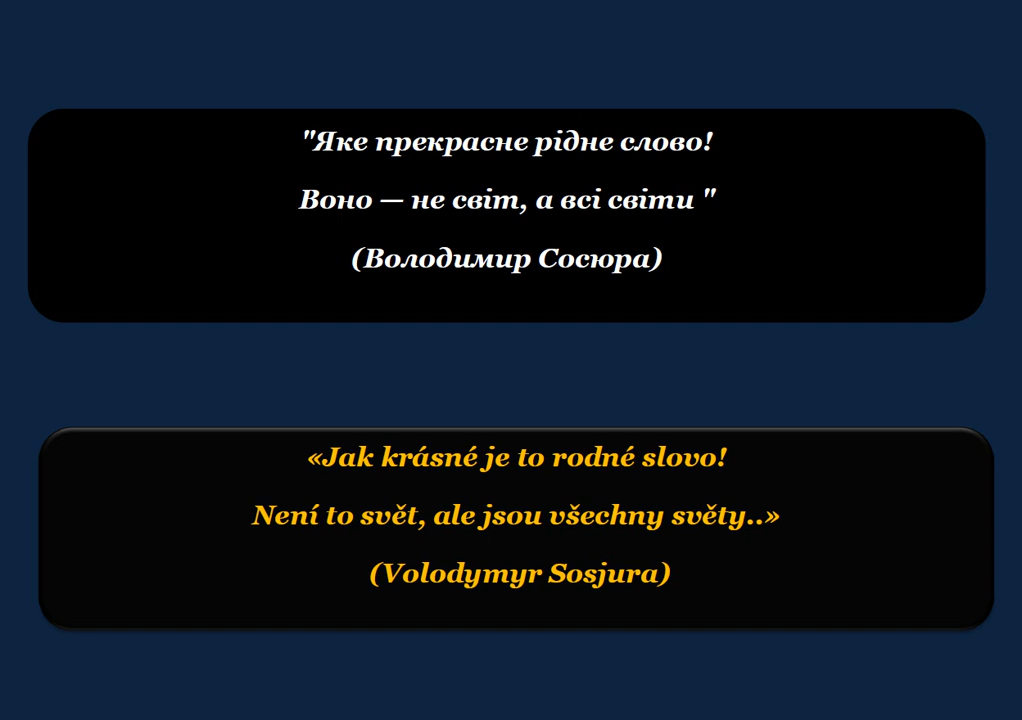 "Яке прекрасне рідне слово!
Воно — не світ, а всі світи "
(Володимир Сосюра)
«Jak krásné je to rodné slovo!
Není to svět, ale jsou všechny světy..»
(Volodymyr Sosjura)